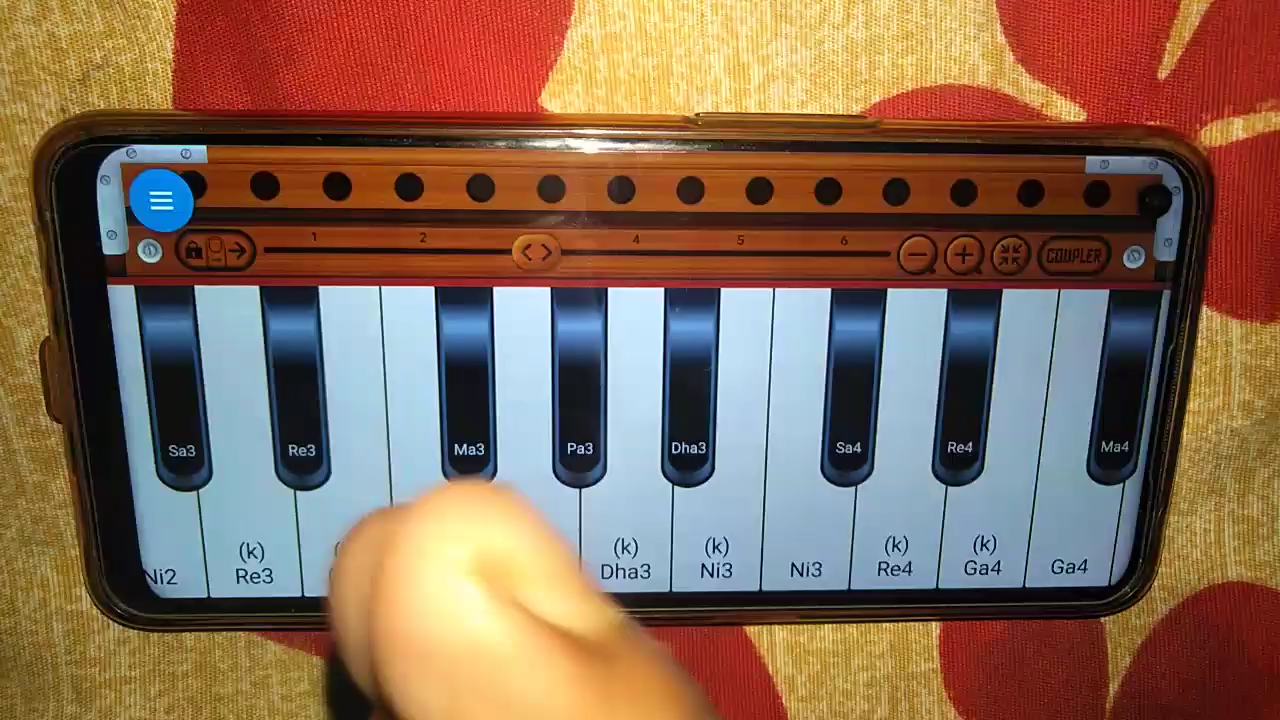 1 2 4 5 6 COUPLER
Sa3 Re3 Ma3 Pa3 Dha3 Sa4 Re4 Ma4
(k) (k) (k) (k) (k)
Ni2 Re3 Dha3 Ni3 Ni3 Re4 Ga4 Ga4